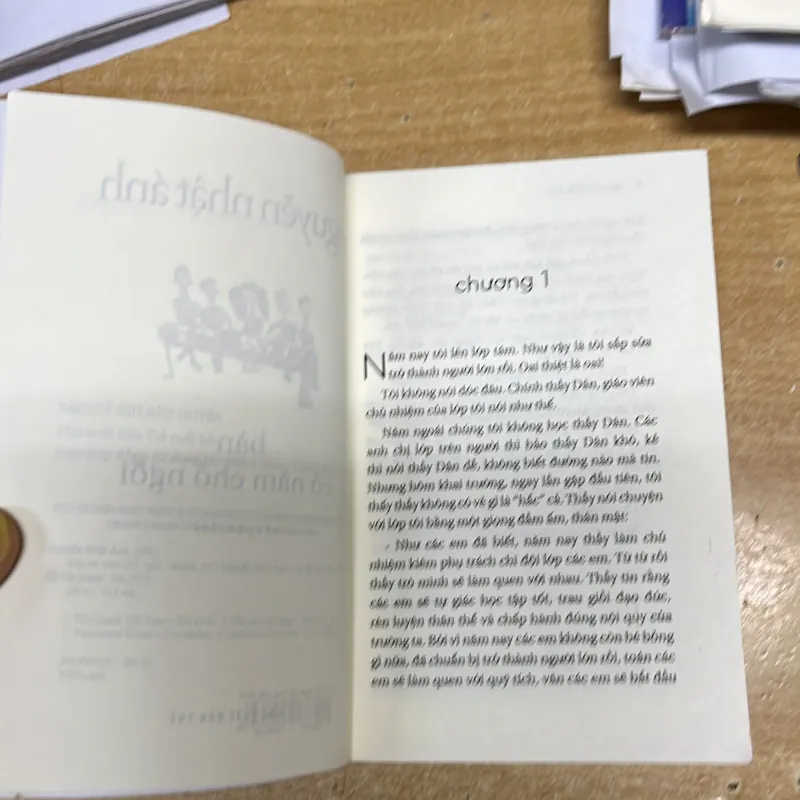 nguyễn nhật ánh
bàn
có năm chỗ ngồi
chương 1
Năm nay tôi lên lớp tám. Như vậy là tôi sắp sửa
trở thành người lớn rồi. Oai thiệt là oai!
Tôi không nói dóc đâu. Chính thầy Dân, giáo viên
chủ nhiệm của lớp tôi nói như thế.
Năm ngoái chúng tôi không học thầy Dân. Các
anh chị lớp trên người thì bảo thầy Dân khó, kẻ
thì nói thầy Dân dễ, không biết đường nào mà tin.
Nhưng hôm khai trường, ngay lần gặp đầu tiên, tôi
thấy thầy không có vẻ gì là "hắc" cả. Thầy nói chuyện
với lớp tôi bằng một giọng đầm ấm, thân mật:
- Như các em đã biết, năm nay thầy làm chủ
nhiệm kiêm phụ trách chi đội lớp các em. Từ từ rồi
thầy trò mình sẽ làm quen với nhau. Thầy tin rằng
các em sẽ tự giác học tập tốt, trau giồi đạo đức,
rèn luyện thân thể và chấp hành đúng nội quy của
trường ta. Bởi vì năm nay các em không còn bé bỏng
gì nữa, đã chuẩn bị trở thành người lớn rồi, toán các
em sẽ làm quen với quỹ tích, văn các em sẽ bắt đầu